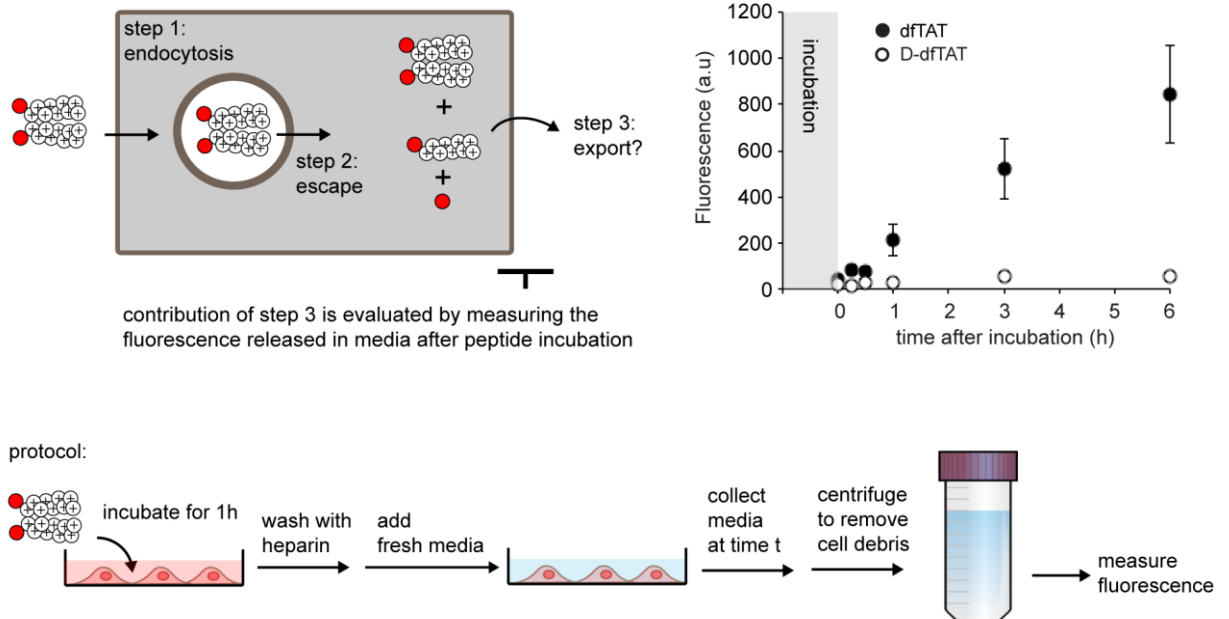 step 1:
endocytosis
step 2:
escape
+
+
step 3:
export?
contribution of step 3 is evaluated by measuring the
fluorescence released in media after peptide incubation
Fluorescence (a.u)
1200
1000
800
600
400
200
0
incubation
dfTAT
D-dfTAT
0 1 2 3 4 5 6
time after incubation (h)
protocol:
incubate for 1h
wash with
heparin
add
fresh media
collect
media
at time t
centrifuge
to remove
cell debris
measure
fluorescence